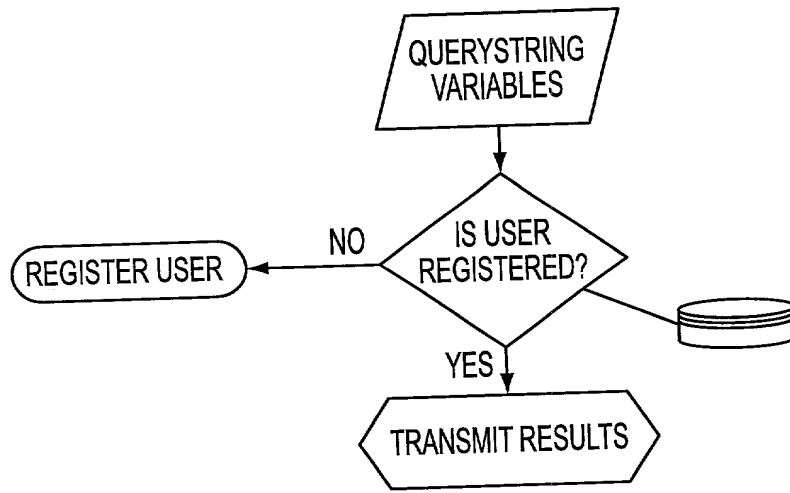 QUERYSTRING
VARIABLES
IS USER
REGISTERED?
NO
REGISTER USER
YES
TRANSMIT RESULTS